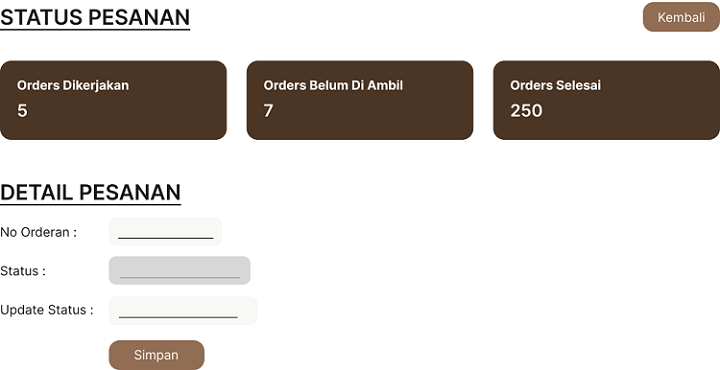 STATUS PESANAN
Kembali
Orders Dikerjakan
5
Orders Belum Di Ambil
7
Orders Selesai
250
DETAIL PESANAN
No Orderan :
Status :
Update Status :
Simpan